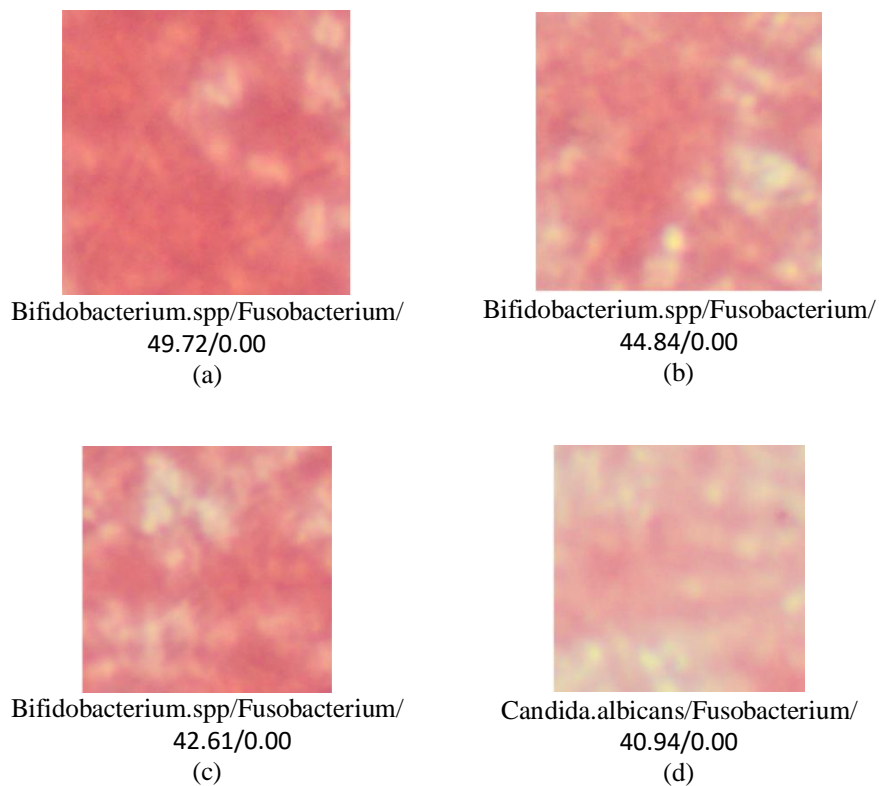 Bifidobacterium.spp/Fusobacterium/
49.72/0.00
(a)
Bifidobacterium.spp/Fusobacterium/
44.84/0.00
(b)
Bifidobacterium.spp/Fusobacterium/
42.61/0.00
(c)
Candida.albicans/Fusobacterium/
40.94/0.00
(d)